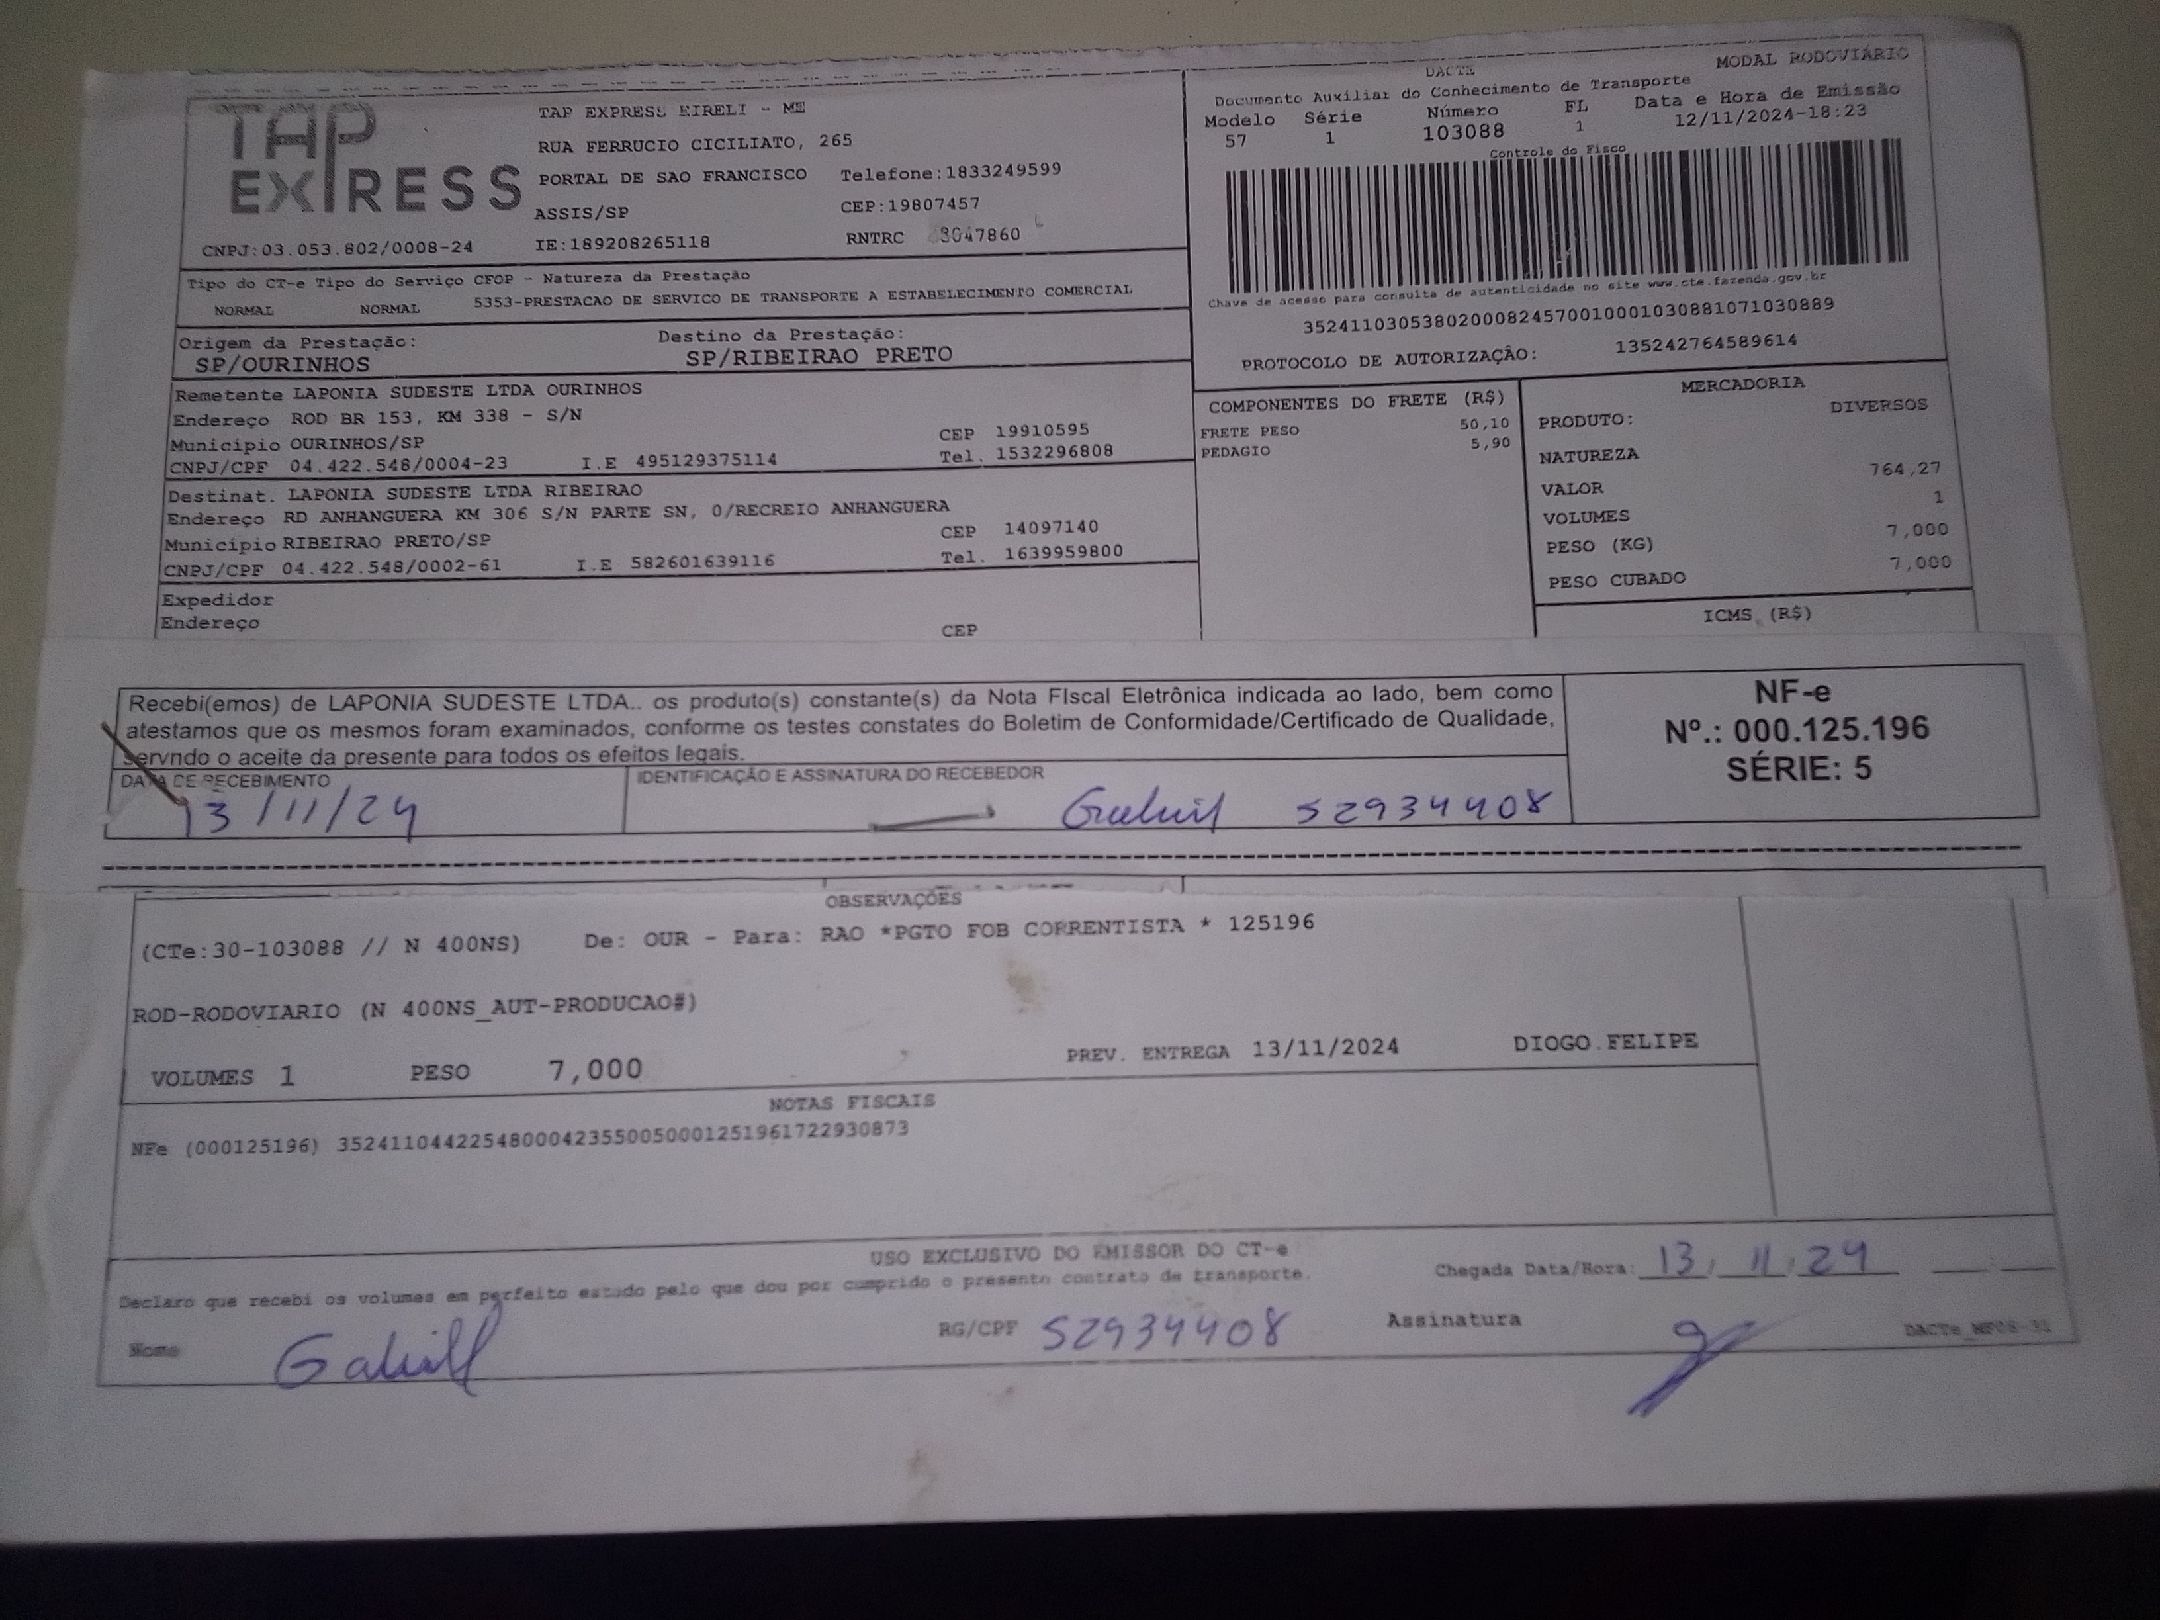 TAP
EXPRESS
TAP EXPRESS EIRELI - ME
RUA FERRUCIO CICILIATO, 265
PORTAL DE SAO FRANCISCO Telefone:1833249599
ASSIS/SP CEP:19807457
CNPJ:03.053.802/0008-24 IE:189208265118 RNTRC 3047860
DACTE MODAL RODOVIÁRIO
Documento Auxiliar do Conhecimento de Transporte
Modelo Série Número FL Data e Hora de Emissão
57 1 103088 1 12/11/2024-18:23
Controle do Fisco
Chave de acesso para consulta de autenticidade no site www.cte.fazenda.gov.br
35241103053802000824570010001030881071030889
PROTOCOLO DE AUTORIZAÇÃO: 135242764589614
Tipo do CT-e Tipo do Serviço CFOP - Natureza da Prestação
NORMAL NORMAL 5353-PRESTACAO DE SERVICO DE TRANSPORTE A ESTABELECIMENTO COMERCIAL
Origem da Prestação: Destino da Prestação:
SP/OURINHOS SP/RIBEIRAO PRETO
Remetente LAPONIA SUDESTE LTDA OURINHOS
Endereço ROD BR 153, KM 338 - S/N
Município OURINHOS/SP CEP 19910595
CNPJ/CPF 04.422.548/0004-23 I.E 495129375114 Tel. 1532296808
Destinat. LAPONIA SUDESTE LTDA RIBEIRAO
Endereço RD ANHANGUERA KM 306 S/N PARTE SN, 0/RECREIO ANHANGUERA
Município RIBEIRAO PRETO/SP CEP 14097140
CNPJ/CPF 04.422.548/0002-61 I.E 582601639116 Tel. 1639959800
Expedidor
Endereço
CEP
COMPONENTES DO FRETE (R$)
FRETE PESO 50,10
PEDAGIO 5,90
MERCADORIA
PRODUTO: DIVERSOS
NATUREZA
VALOR 764,27
VOLUMES 1
PESO (KG) 7,000
PESO CUBADO 7,000
ICMS (R$)
Recebi(emos) de LAPONIA SUDESTE LTDA.. os produto(s) constante(s) da Nota FIscal Eletrônica indicada ao lado, bem como
atestamos que os mesmos foram examinados, conforme os testes constates do Boletim de Conformidade/Certificado de Qualidade,
servndo o aceite da presente para todos os efeitos legais.
DATA DE RECEBIMENTO IDENTIFICAÇÃO E ASSINATURA DO RECEBEDOR
13/11/24 52934408
NF-e
Nº.: 000.125.196
SÉRIE: 5
OBSERVAÇÕES
(CTe:30-103088 // N 400NS) De: OUR - Para: RAO *PGTO FOB CORRENTISTA * 125196
ROD-RODOVIARIO (N 400NS_AUT-PRODUCAO#)
VOLUMES 1 PESO 7,000 PREV. ENTREGA 13/11/2024 DIOGO.FELIPE
NOTAS FISCAIS
NFe (000125196) 35241104422548000423550050001251961722930873
USO EXCLUSIVO DO EMISSOR DO CT-e
Declaro que recebi os volumes em perfeito estado pelo que dou por cumprido o presente contrato de transporte. Chegada Data/Hora: 13 / 11 / 24
Nome RG/CPF 52934408 Assinatura